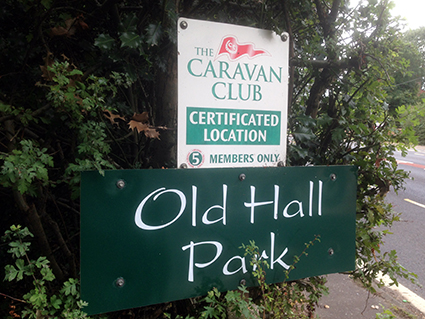 THE
CARAVAN
CLUB
CERTIFICATED
LOCATION
5 MEMBERS ONLY
Old Hall
Park